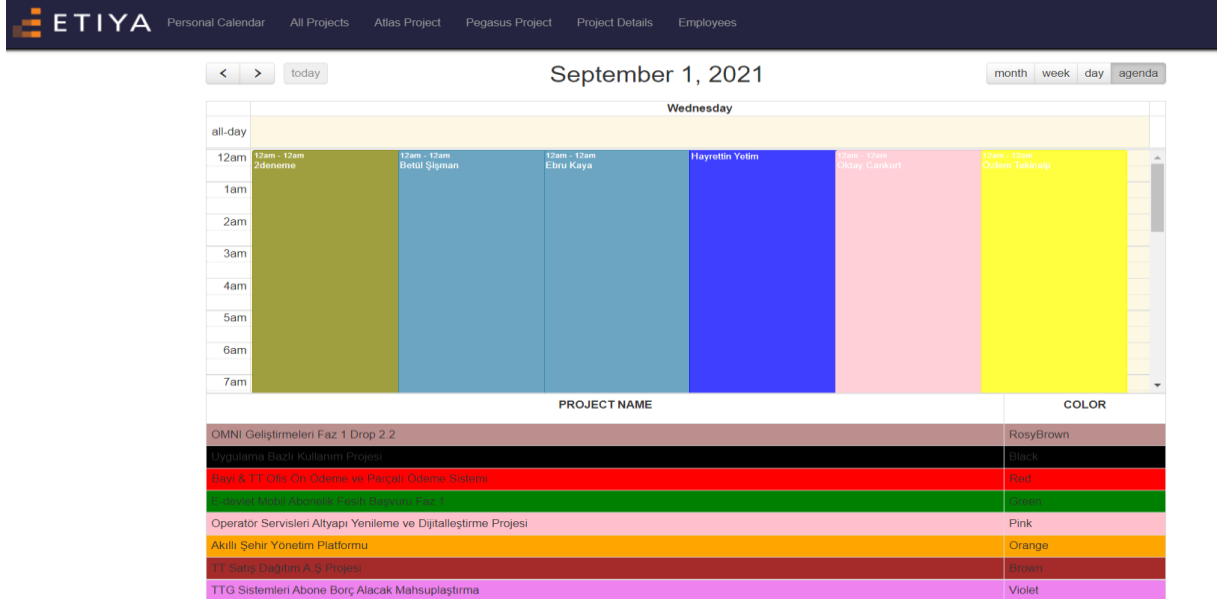 ETIYA Personal Calendar All Projects Atlas Project Pegasus Project Project Details Employees
< > today September 1, 2021 month week day agenda
Wednesday
all-day
12am 12am - 12am 12am - 12am 12am - 12am Hayrettin Yetim 12am - 12am 12am - 12am
2deneme Betül Şişman Ebru Kaya Oktay Cankurt Özlem Tekinalp
1am
2am
3am
4am
5am
6am
7am
PROJECT NAME COLOR
OMNI Geliştirmeleri Faz 1 Drop 2.2 RosyBrown
Uygulama Bazlı Kullanım Projesi Black
Bayi & TT Ofis Ön Ödeme ve Parçalı Ödeme Sistemi Red
E-devlet Mobil Abonelik Fesih Başvuru Faz 1 Green
Operatör Servisleri Altyapı Yenileme ve Dijitalleştirme Projesi Pink
Akıllı Şehir Yönetim Platformu Orange
TT Satış Dağıtım A.Ş Projesi Brown
TTG Sistemleri Abone Borç Alacak Mahsuplaştırma Violet